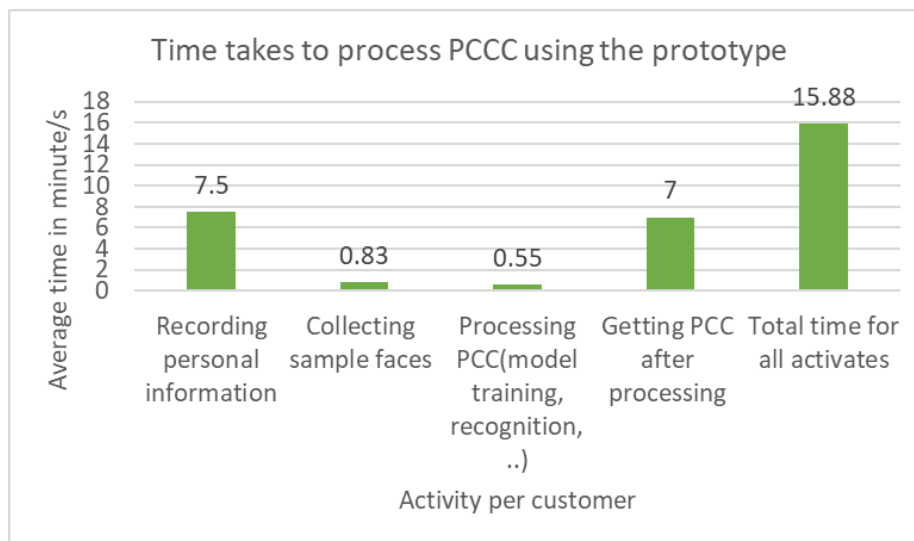 Time takes to process PCCC using the prototype
Average time in minute/s
18
16
14
12
10
8
6
4
2
0
7.5
0.83
0.55
7
15.88
Recording
personal
information
Collecting
sample faces
Processing
PCC(model
training,
recognition,
..)
Getting PCC
after
processing
Total time for
all activates
Activity per customer